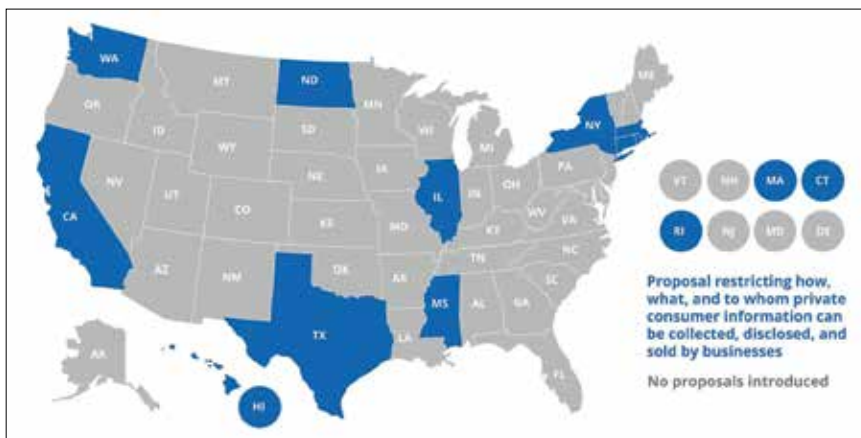 WA
MT
ND
MN
ME
OR
ID
SD
WI
MI
NY
WY
NE
IA
PA
NV
UT
CO
KS
MO
IL
IN
OH
WV
VA
KY
CA
AZ
NM
OK
AR
TN
NC
SC
TX
LA
MS
AL
GA
FL
AK
HI
VT NH MA CT
RI NJ MD DE
Proposal restricting how,
what, and to whom private
consumer information can
be collected, disclosed, and
sold by businesses
No proposals introduced